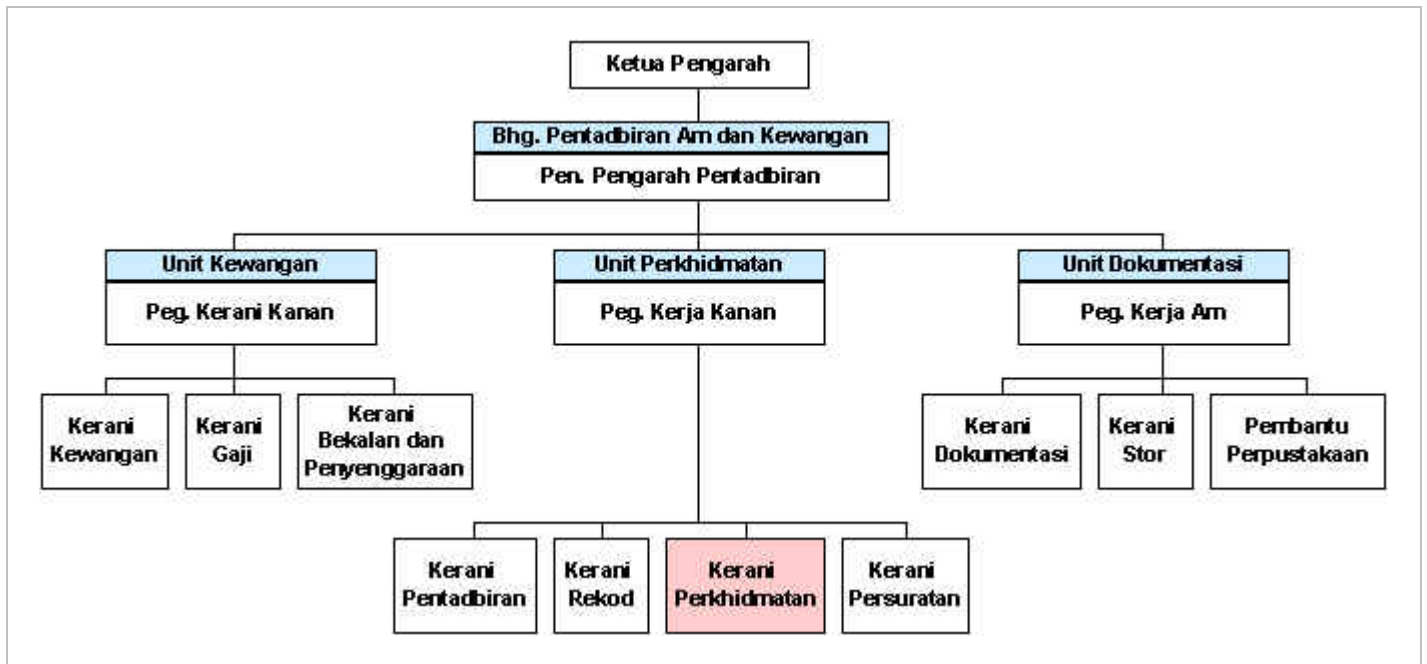 Ketua Pengarah
Bhg. Pentadbiran Am dan Kewangan
Pen. Pengarah Pentadbiran
Unit Kewangan
Peg. Kerani Kanan
Unit Perkhidmatan
Peg. Kerja Kanan
Unit Dokumentasi
Peg. Kerja Am
Kerani
Kewangan
Kerani
Gaji
Kerani
Bekalan dan
Penyenggaraan
Kerani
Dokumentasi
Kerani
Stor
Pembantu
Perpustakaan
Kerani
Pentadbiran
Kerani
Rekod
Kerani
Perkhidmatan
Kerani
Persuratan